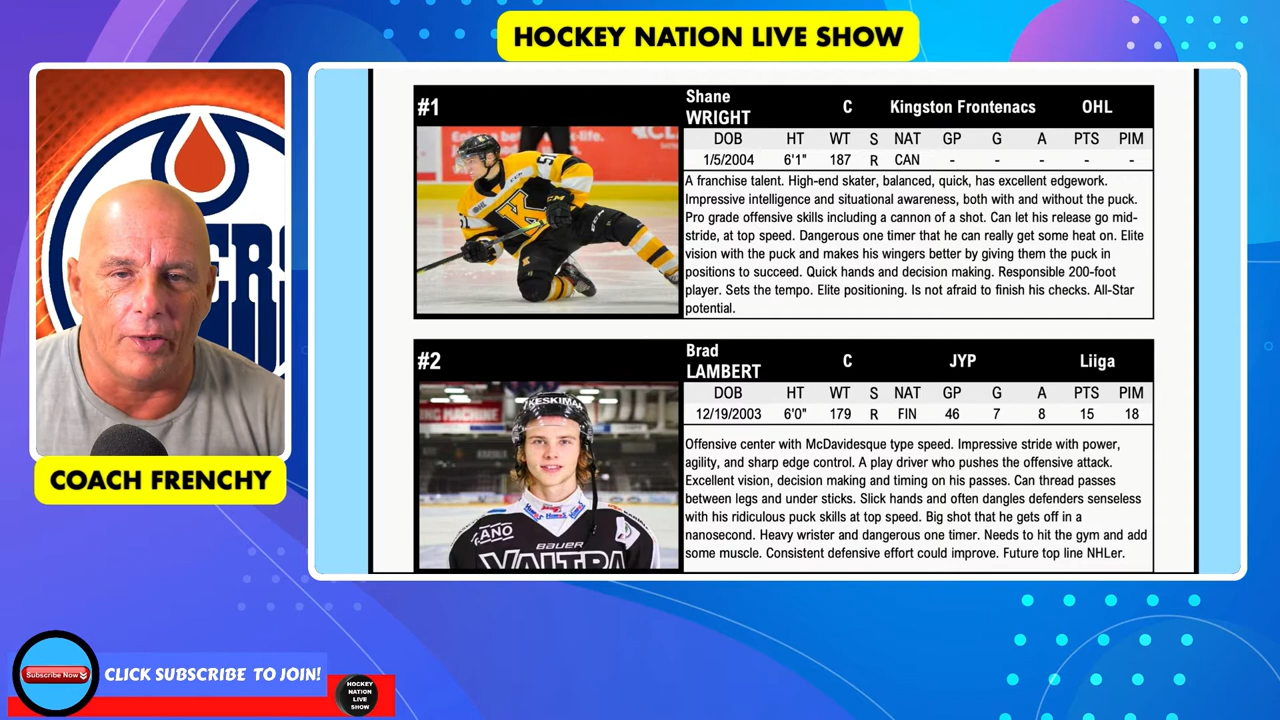 HOCKEY NATION LIVE SHOW
#1
Shane
WRIGHT
C
Kingston Frontenacs
OHL
DOB HT WT S NAT GP G A PTS PIM
1/5/2004 6'1" 187 R CAN - - - - -
A franchise talent. High-end skater, balanced, quick, has excellent edgework.
Impressive intelligence and situational awareness, both with and without the puck.
Pro grade offensive skills including a cannon of a shot. Can let his release go mid-
stride, at top speed. Dangerous one timer that he can really get some heat on. Elite
vision with the puck and makes his wingers better by giving them the puck in
positions to succeed. Quick hands and decision making. Responsible 200-foot
player. Sets the tempo. Elite positioning. Is not afraid to finish his checks. All-Star
potential.
#2
Brad
LAMBERT
C
JYP
Liiga
DOB HT WT S NAT GP G A PTS PIM
12/19/2003 6'0" 179 R FIN 46 7 8 15 18
Offensive center with McDavidesque type speed. Impressive stride with power,
agility, and sharp edge control. A play driver who pushes the offensive attack.
Excellent vision, decision making and timing on his passes. Can thread passes
between legs and under sticks. Slick hands and often dangles defenders senseless
with his ridiculous puck skills at top speed. Big shot that he gets off in a
nanosecond. Heavy wrister and dangerous one timer. Needs to hit the gym and add
some muscle. Consistent defensive effort could improve. Future top line NHLer.
KESKIMAA
BAUER
VALTRA
COACH FRENCHY
Subscribe Now
CLICK SUBSCRIBE TO JOIN!
HOCKEY
NATION
LIVE
SHOW